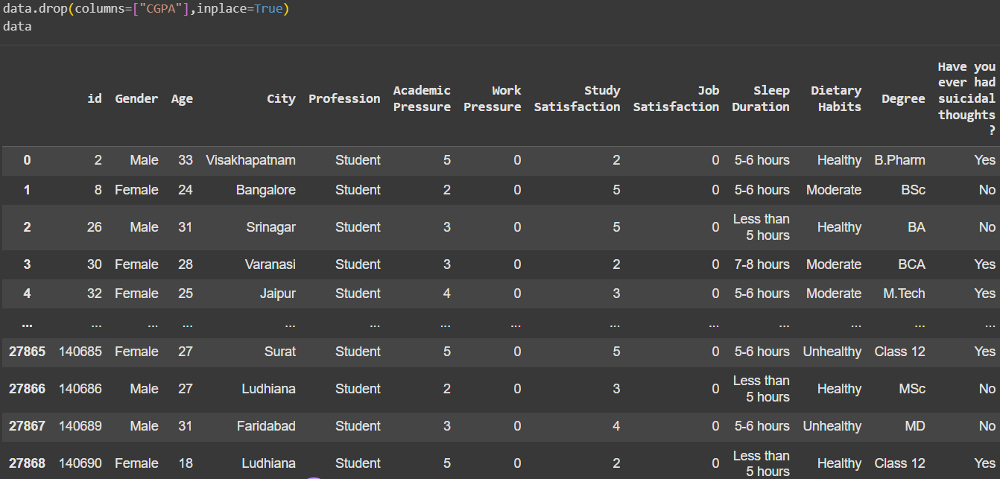 data.drop(columns=["CGPA"],inplace=True)
data
id Gender Age City Profession Academic Pressure Work Pressure Study Satisfaction Job Satisfaction Sleep Duration Dietary Habits Degree Have you ever had suicidal thoughts ?
0 2 Male 33 Visakhapatnam Student 5 0 2 0 5-6 hours Healthy B.Pharm Yes
1 8 Female 24 Bangalore Student 2 0 5 0 5-6 hours Moderate BSc No
2 26 Male 31 Srinagar Student 3 0 5 0 Less than 5 hours Healthy BA No
3 30 Female 28 Varanasi Student 3 0 2 0 7-8 hours Moderate BCA Yes
4 32 Female 25 Jaipur Student 4 0 3 0 5-6 hours Moderate M.Tech Yes
... ... ... ... ... ... ... ... ... ... ... ... ... ...
27865 140685 Female 27 Surat Student 5 0 5 0 5-6 hours Unhealthy Class 12 Yes
27866 140686 Male 27 Ludhiana Student 2 0 3 0 Less than 5 hours Healthy MSc No
27867 140689 Male 31 Faridabad Student 3 0 4 0 5-6 hours Unhealthy MD No
27868 140690 Female 18 Ludhiana Student 5 0 2 0 Less than 5 hours Healthy Class 12 Yes